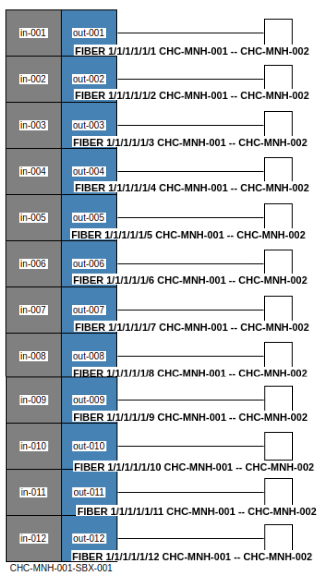 in-001 out-001
FIBER 1/1/1/1/1/1 CHC-MNH-001 -- CHC-MNH-002
in-002 out-002
FIBER 1/1/1/1/1/2 CHC-MNH-001 -- CHC-MNH-002
in-003 out-003
FIBER 1/1/1/1/1/3 CHC-MNH-001 -- CHC-MNH-002
in-004 out-004
FIBER 1/1/1/1/1/4 CHC-MNH-001 -- CHC-MNH-002
in-005 out-005
FIBER 1/1/1/1/1/5 CHC-MNH-001 -- CHC-MNH-002
in-006 out-006
FIBER 1/1/1/1/1/6 CHC-MNH-001 -- CHC-MNH-002
in-007 out-007
FIBER 1/1/1/1/1/7 CHC-MNH-001 -- CHC-MNH-002
in-008 out-008
FIBER 1/1/1/1/1/8 CHC-MNH-001 -- CHC-MNH-002
in-009 out-009
FIBER 1/1/1/1/1/9 CHC-MNH-001 -- CHC-MNH-002
in-010 out-010
FIBER 1/1/1/1/1/10 CHC-MNH-001 -- CHC-MNH-002
in-011 out-011
FIBER 1/1/1/1/1/11 CHC-MNH-001 -- CHC-MNH-002
in-012 out-012
FIBER 1/1/1/1/1/12 CHC-MNH-001 -- CHC-MNH-002
CHC-MNH-001-SBX-001